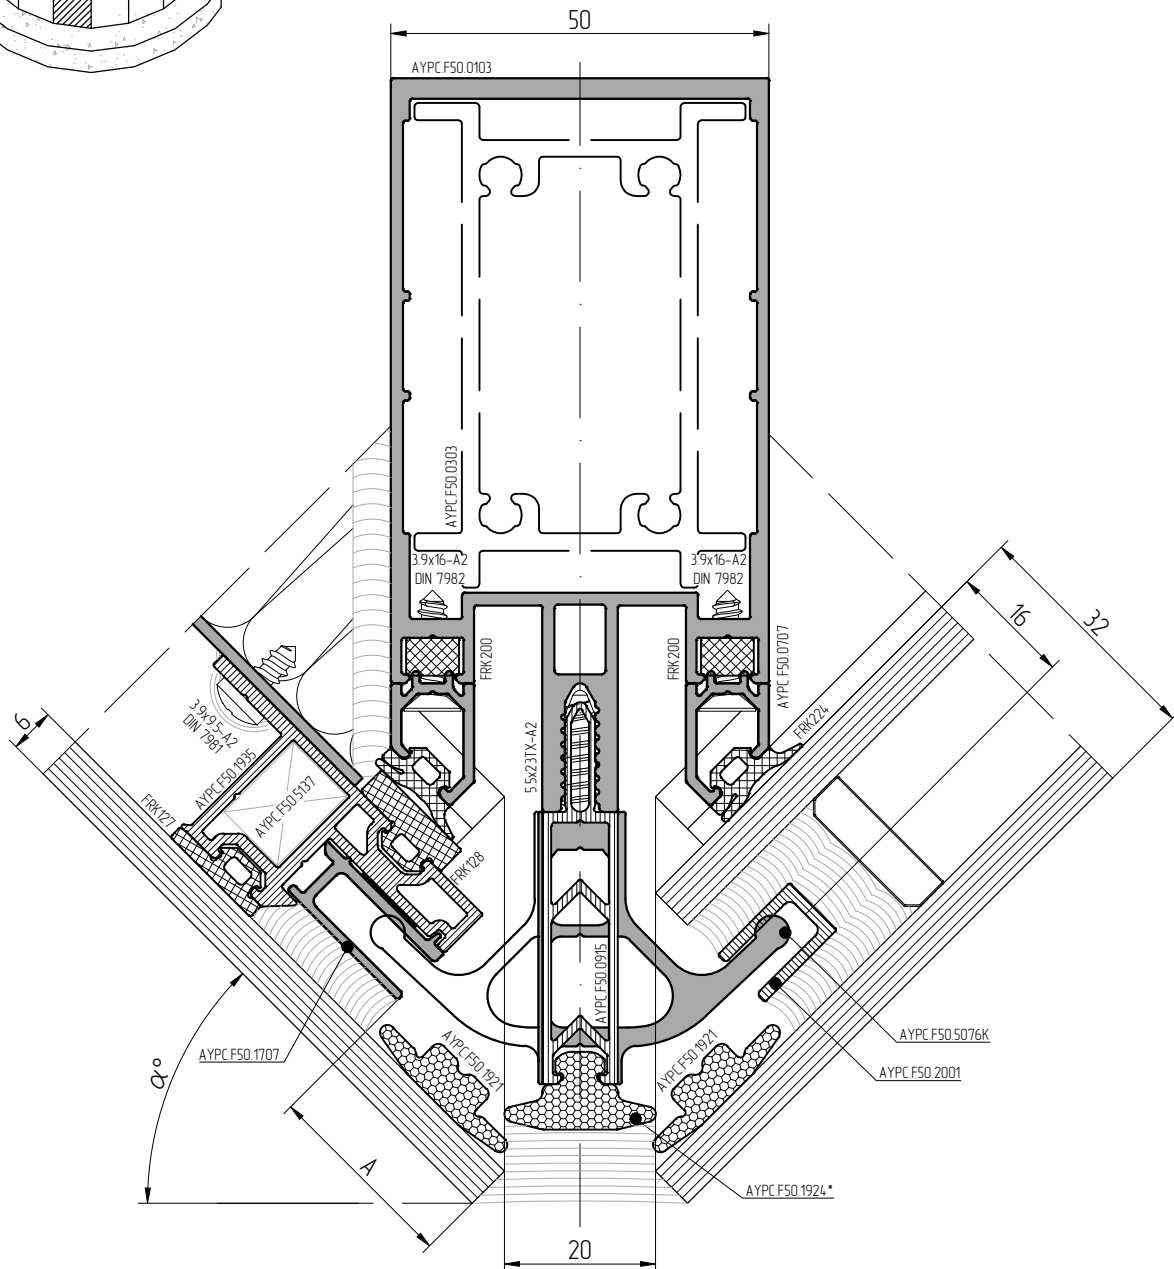 50
AYPC.F50.0103
AYPC.F50.0303
3.9x16-A2
DIN 7982
3.9x16-A2
DIN 7982
FRK200
FRK200
AYPC.F50.0707
32
16
FRK224
6
3.9x9.5-A2
DIN 7981
AYPC.F50.1935
AYPC.F50.5137
FRK127
FRK128
5.5x23TX-A2
AYPC.F50.0915
AYPC.F50.1707
AYPC.F50.1921
AYPC.F50.1921
AYPC.F50.5076K
AYPC.F50.2001
α°
A
AYPC.F50.1924*
20